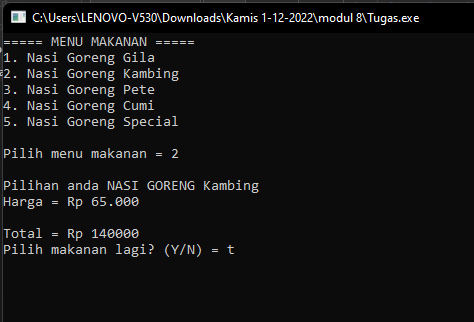 C:\Users\LENOVO-V530\Downloads\Kamis 1-12-2022\modul 8\Tugas.exe
===== MENU MAKANAN =====
1. Nasi Goreng Gila
2. Nasi Goreng Kambing
3. Nasi Goreng Pete
4. Nasi Goreng Cumi
5. Nasi Goreng Special
Pilih menu makanan = 2
Pilihan anda NASI GORENG Kambing
Harga = Rp 65.000
Total = Rp 140000
Pilih makanan lagi? (Y/N) = t